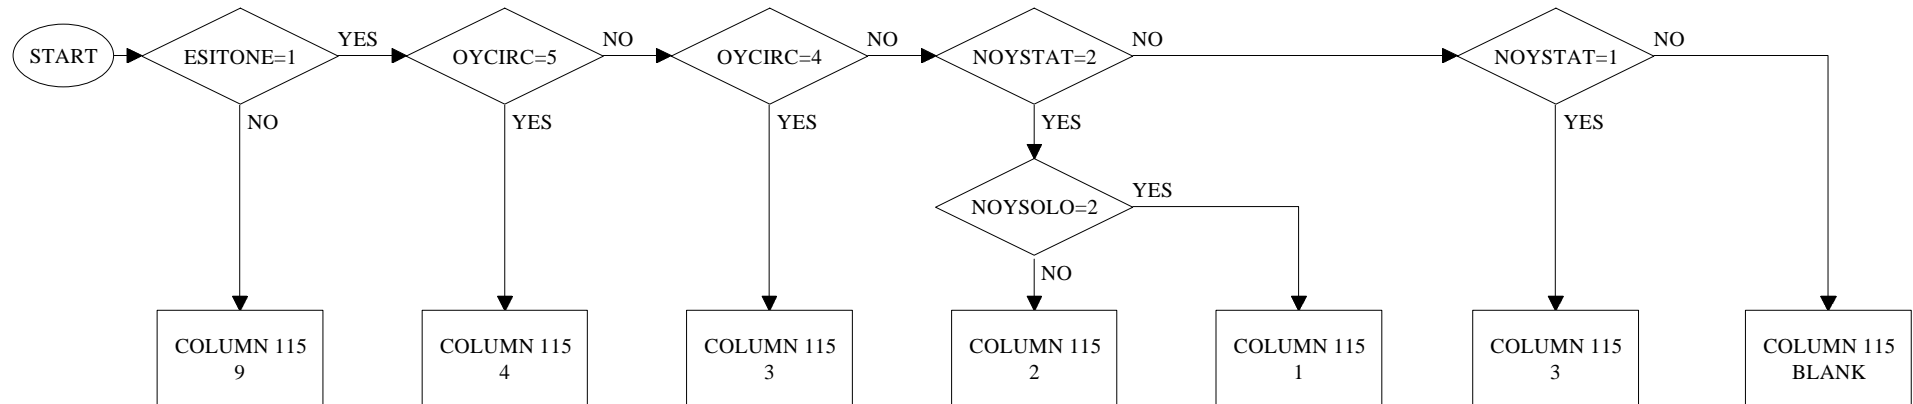 START
ESITONE=1
YES
OYCIRC=5
NO
OYCIRC=4
NO
NOYSTAT=2
NO
NOYSTAT=1
NO
NO
YES
YES
YES
YES
NOYSOLO=2
YES
NO
COLUMN 115
9
COLUMN 115
4
COLUMN 115
3
COLUMN 115
2
COLUMN 115
1
COLUMN 115
3
COLUMN 115
BLANK